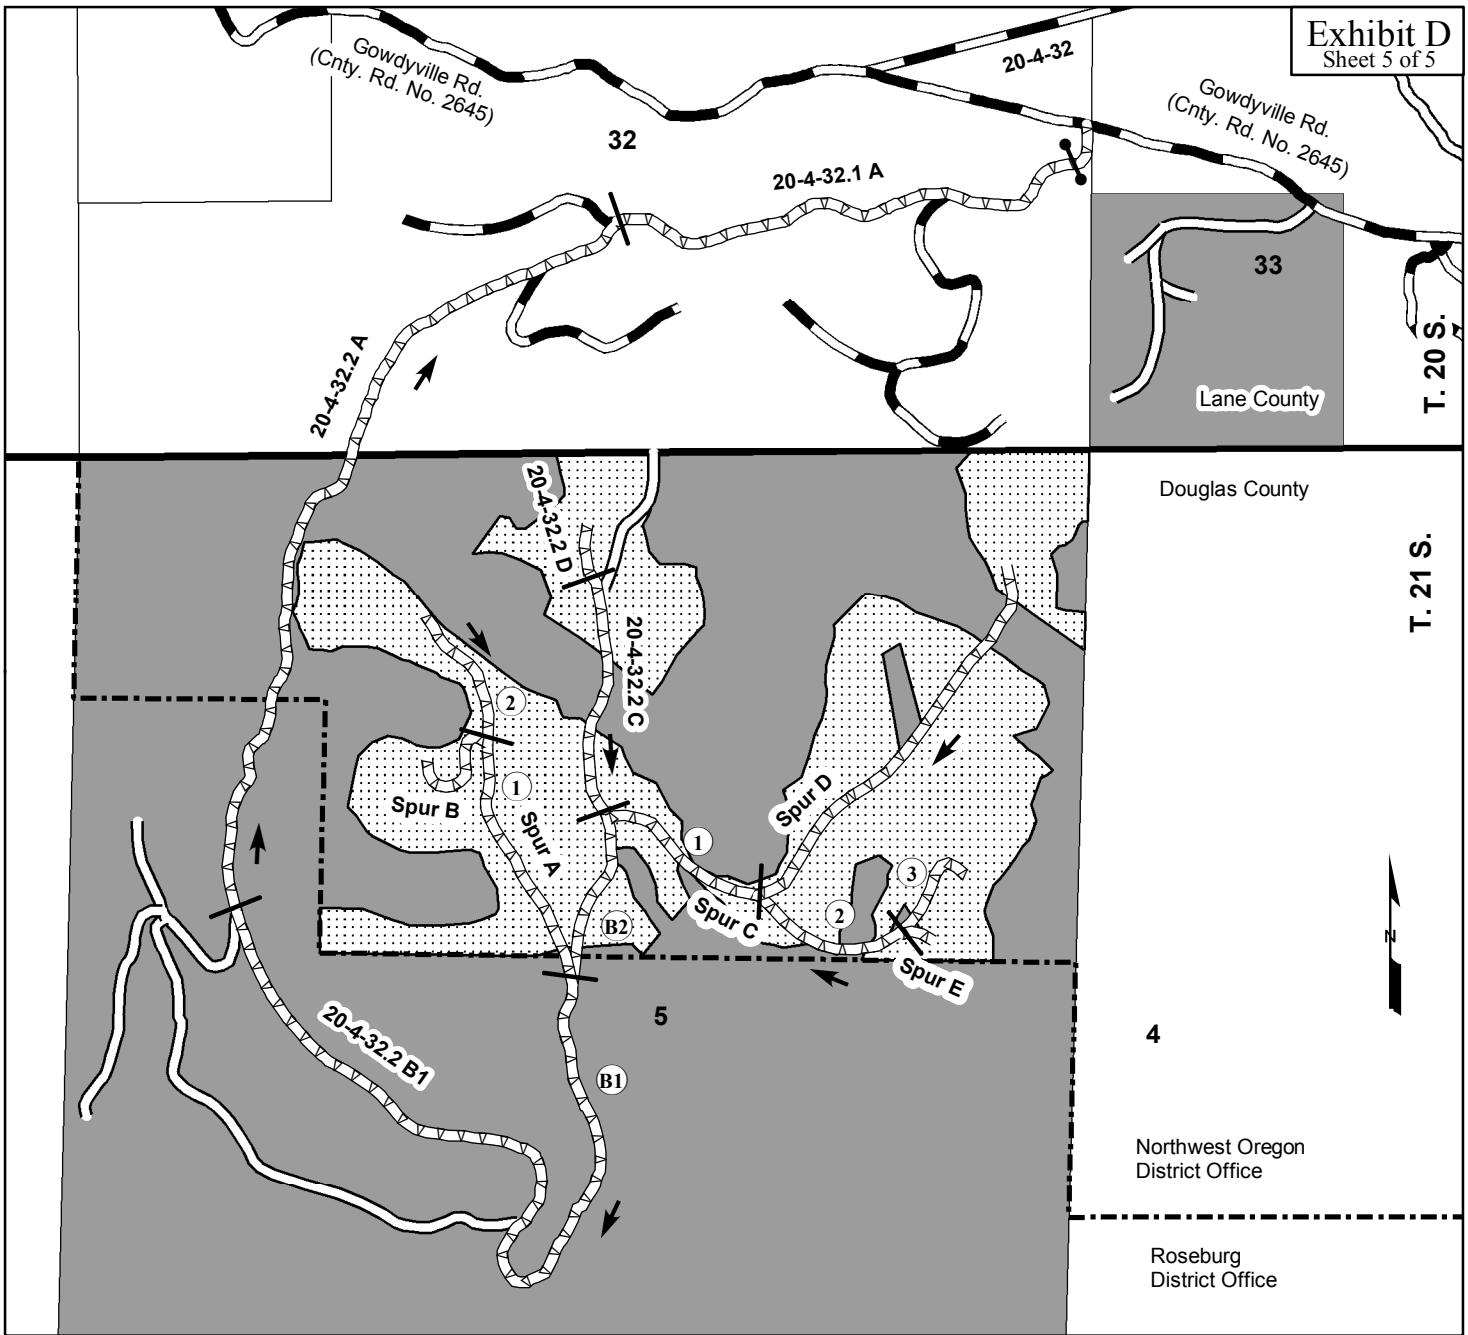 Exhibit D
Sheet 5 of 5
Gowdyville Rd.
(Cnty. Rd. No. 2645)
20-4-32
Gowdyville Rd.
(Cnty. Rd. No. 2645)
32
20-4-32.1 A
33
20-4-32.2 A
Lane County
T. 20 S.
Douglas County
T. 21 S.
20-4-32.2 D
20-4-32.2 C
2
1
Spur B
Spur A
Spur D
1
3
2
B2
Spur C
Spur E
5
4
20-4-32.2 B1
B1
N
Northwest Oregon
District Office
Roseburg
District Office